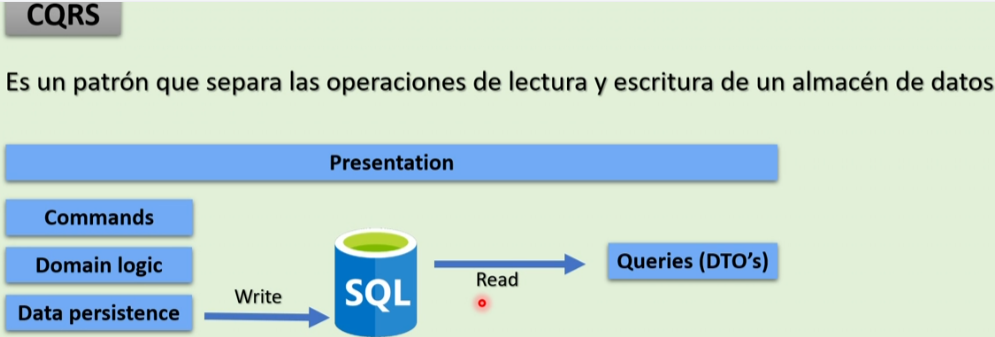 CQRS
Es un patrón que separa las operaciones de lectura y escritura de un almacén de datos
Presentation
Commands
Domain logic
Data persistence
Write
SQL
Read
Queries (DTO's)